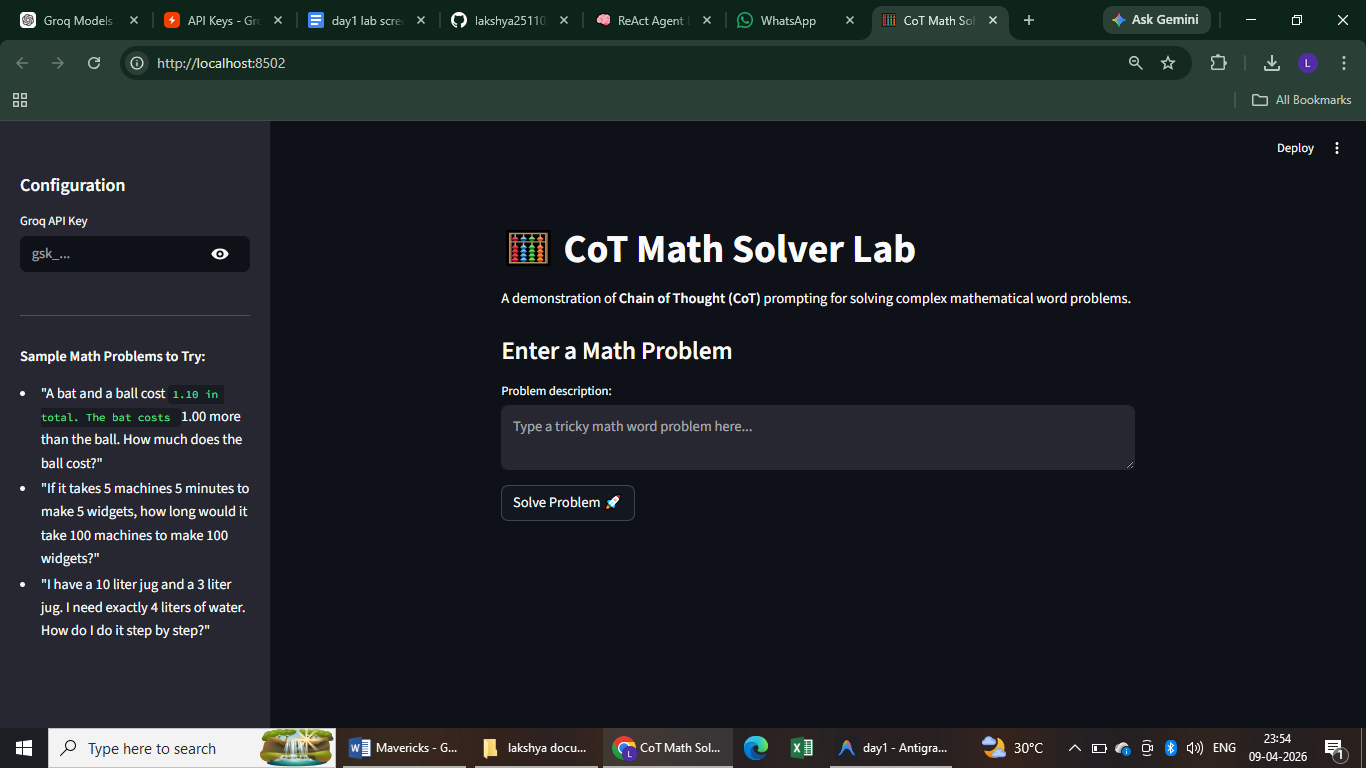 Groq Models
API Keys - Gro
day1 lab scree
lakshya25110
ReAct Agent L
WhatsApp
CoT Math Sol
Ask Gemini
http://localhost:8502
L
All Bookmarks
Deploy
Configuration
Groq API Key
gsk_...
Sample Math Problems to Try:
"A bat and a ball cost 1.10 in
total. The bat costs 1.00 more
than the ball. How much does the
ball cost?"
"If it takes 5 machines 5 minutes to
make 5 widgets, how long would it
take 100 machines to make 100
widgets?"
"I have a 10 liter jug and a 3 liter
jug. I need exactly 4 liters of water.
How do I do it step by step?"
CoT Math Solver Lab
A demonstration of Chain of Thought (CoT) prompting for solving complex mathematical word problems.
Enter a Math Problem
Problem description:
Type a tricky math word problem here...
Solve Problem
Type here to search
Mavericks - G...
lakshya docu...
CoT Math Sol...
day1 - Antigra...
30°C
ENG
23:54
09-04-2026
1